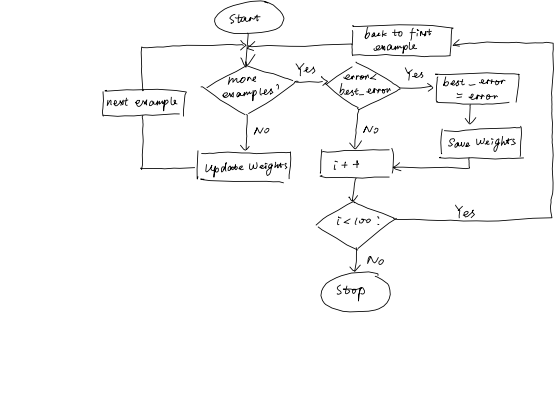 Start
back to first
example
more
examples?
Yes
error<
best_error
Yes
best_error
= error
next example
No
No
Save Weights
Update Weights
i++
i<100?
Yes
No
Stop